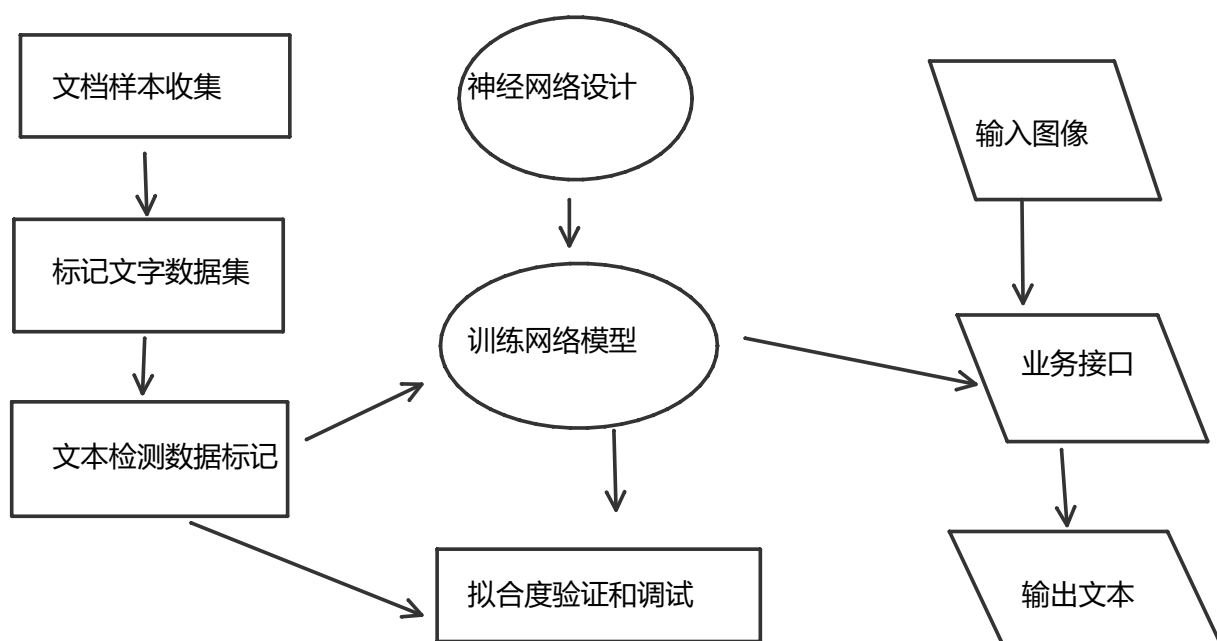 文档样本收集
标记文字数据集
文本检测数据标记
神经网络设计
训练网络模型
拟合度验证和调试
输入图像
业务接口
输出文本